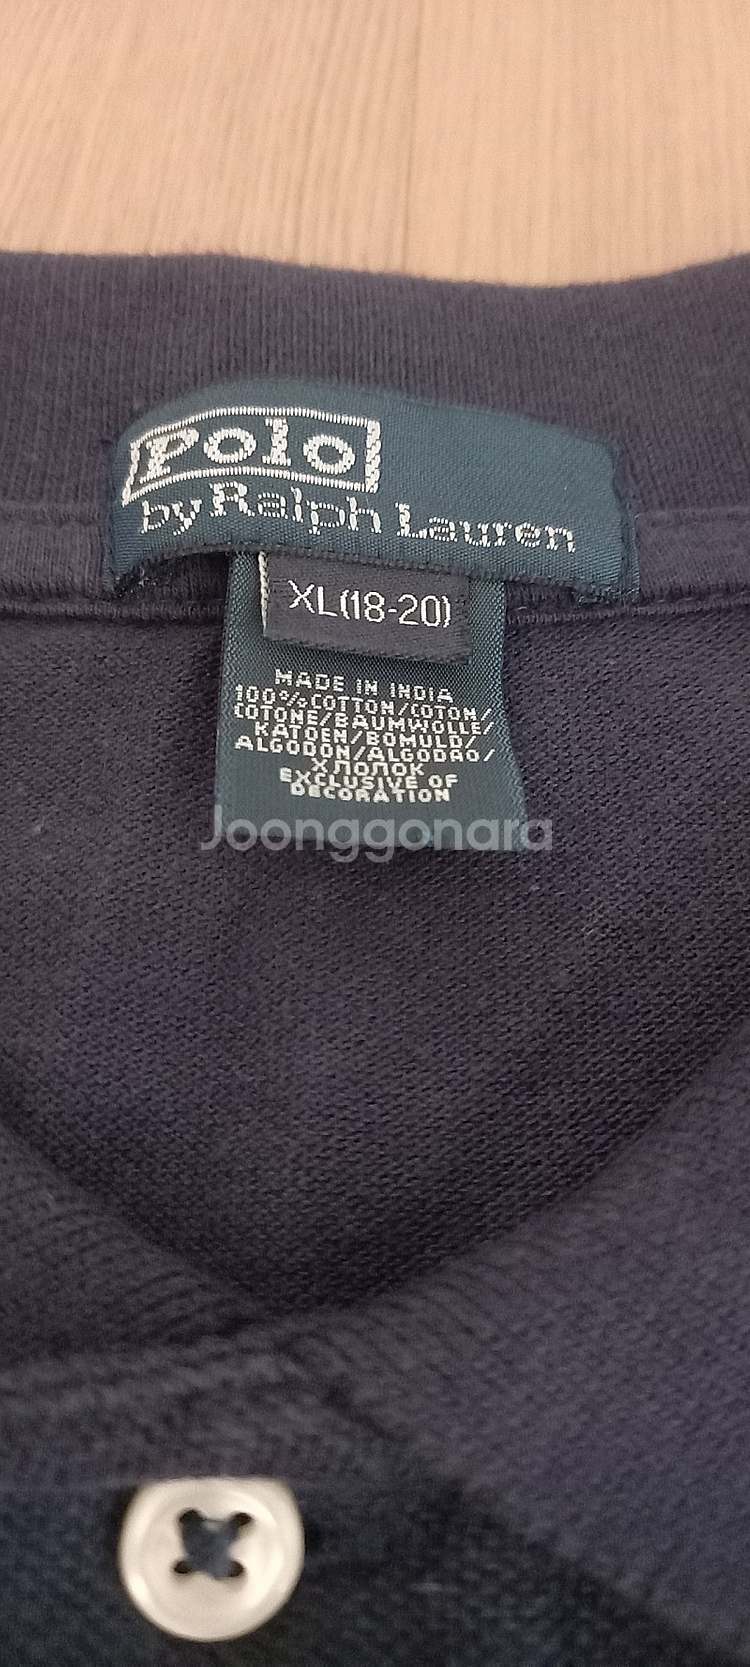 Polo
by Ralph Lauren
XL(18-20)
MADE IN INDIA
100%COTTON/COTON/
COTONE/BAUMWOLLE/
KATOEN/BOMULD/
ALGODON/ALGODAO/
ХЛОПОК
EXCLUSIVE OF
DECORATION
Joonggonara